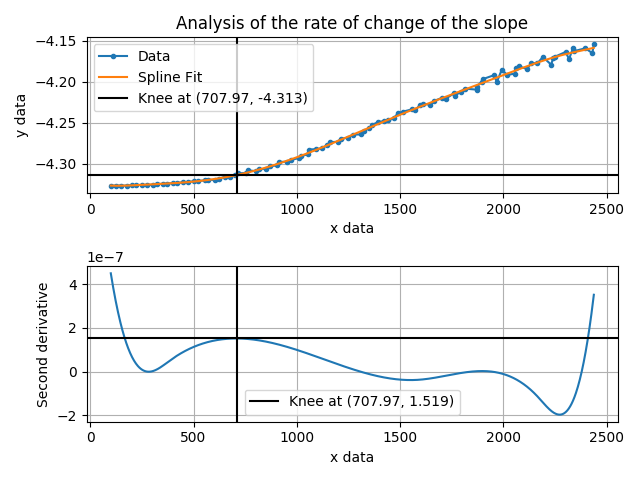 Analysis of the rate of change of the slope
−4.15
−4.20
−4.25
−4.30
y data
Data
Spline Fit
Knee at (707.97, -4.313)
0 500 1000 1500 2000 2500
x data
1e−7
4
2
0
−2
Second derivative
Knee at (707.97, 1.519)
0 500 1000 1500 2000 2500
x data